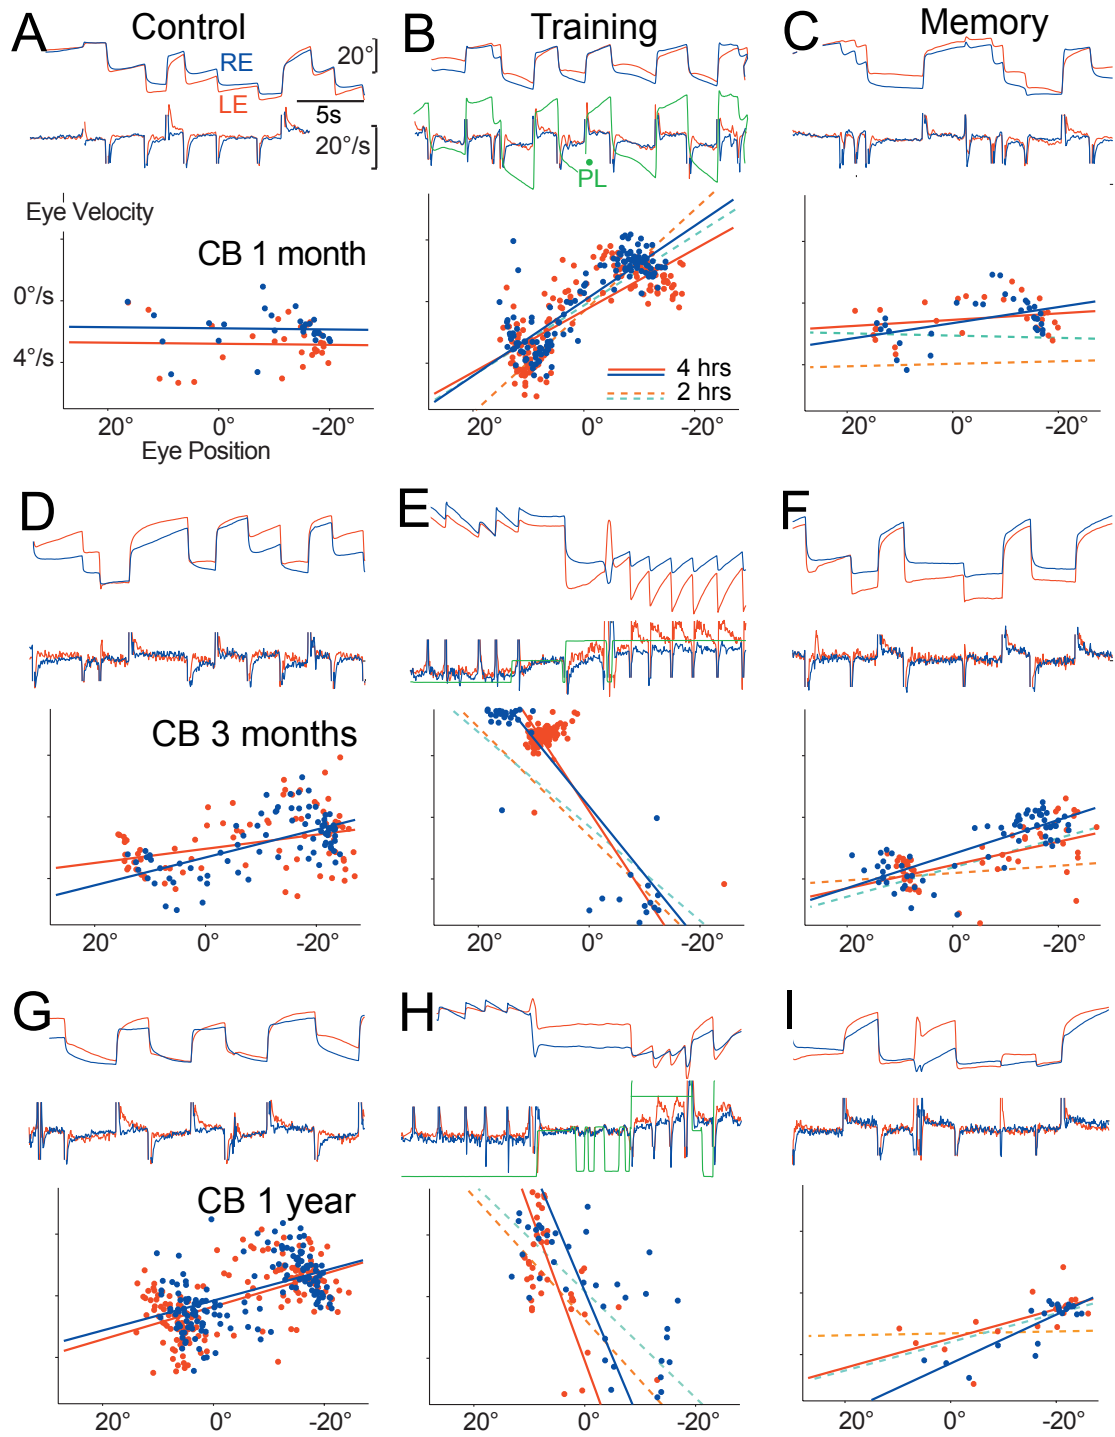 A
Control
B
Training
C
Memory
RE
20°
LE
5s
20°/s
PL
Eye Velocity
CB 1 month
0°/s
4°/s
4 hrs
2 hrs
20°
0°
-20°
20°
0°
-20°
20°
0°
-20°
Eye Position
D
E
F
CB 3 months
20°
0°
-20°
20°
0°
-20°
20°
0°
-20°
G
H
I
CB 1 year
20°
0°
-20°
20°
0°
-20°
20°
0°
-20°